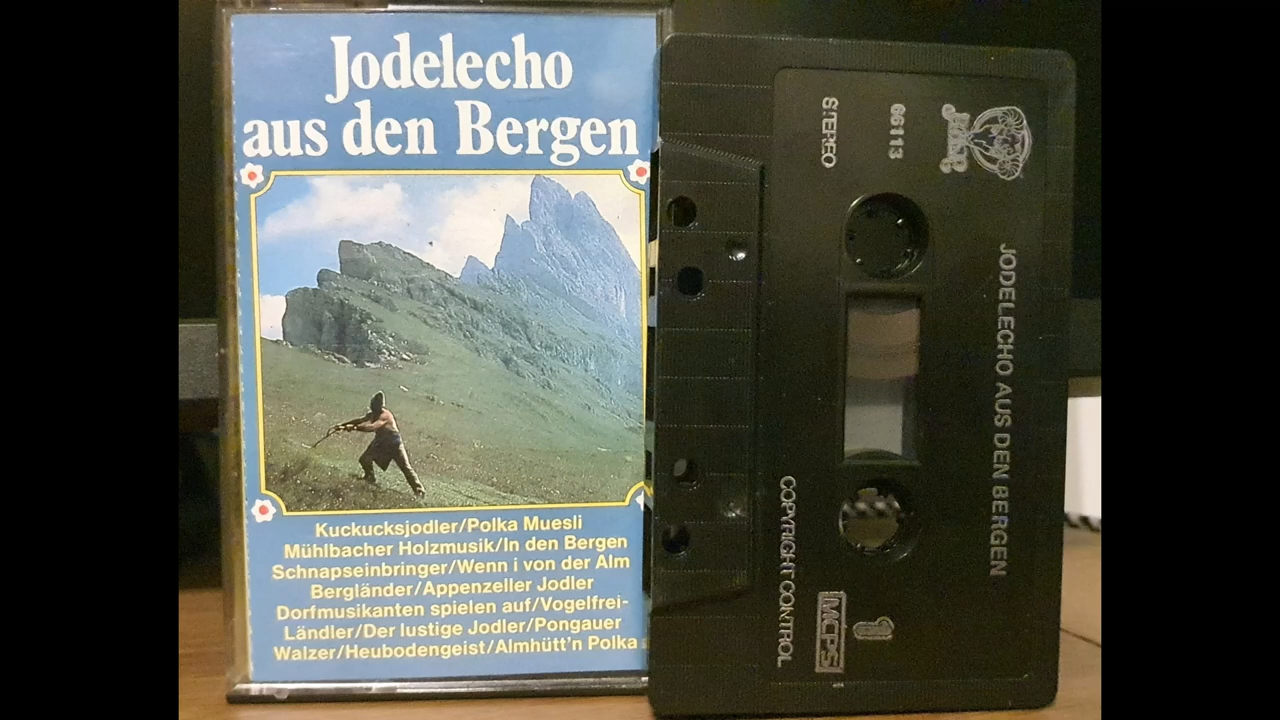 Jodelecho
aus den Bergen
Kuckucksjodler/Polka Muesli
Mühlbacher Holzmusik/In den Bergen
Schnapseinbringer/Wenn i von der Alm
Bergländer/Appenzeller Jodler
Dorfmusikanten spielen auf/Vogelfrei-
Ländler/Der lustige Jodler/Pongauer
Walzer/Heubodengeist/Almhütt'n Polka
STEREO
66113
JODELECHO AUS DEN BERGEN
COPYRIGHT CONTROL
MCPS
1